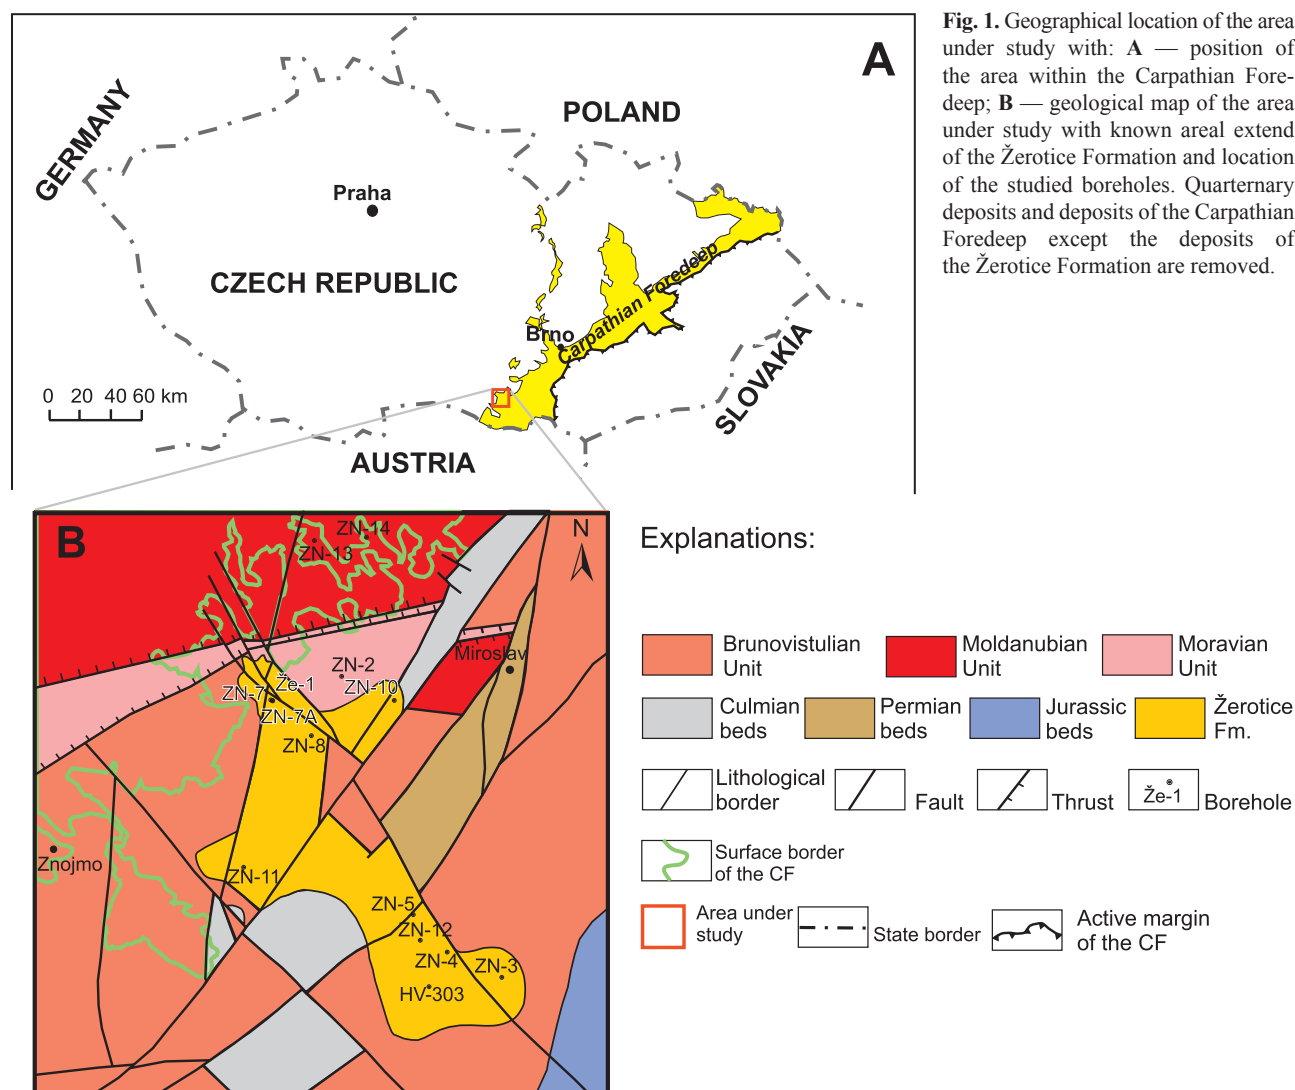 Fig. 1. Geographical location of the area
under study with: A — position of
the area within the Carpathian Fore-
deep; B — geological map of the area
under study with known areal extend
of the Žerotice Formation and location
of the studied boreholes. Quarternary
deposits and deposits of the Carpathian
Foredeep except the deposits of
the Žerotice Formation are removed.
A
GERMANY
POLAND
Praha
CZECH REPUBLIC
Carpathian Foredeep
Brno
SLOVAKIA
0 20 40 60 km
AUSTRIA
B
N
ZN-14
ZN-13
Miroslav
ZN-2
Že-1
ZN-7
ZN-10
ZN-7A
ZN-8
Znojmo
ZN-11
ZN-5
ZN-12
ZN-4
ZN-3
HV-303
Explanations:
Brunovistulian
Unit
Moldanubian
Unit
Moravian
Unit
Culmian
beds
Permian
beds
Jurassic
beds
Žerotice
Fm.
Lithological
border
Fault
Thrust
Že-1
Borehole
Surface border
of the CF
Area under
study
State border
Active margin
of the CF